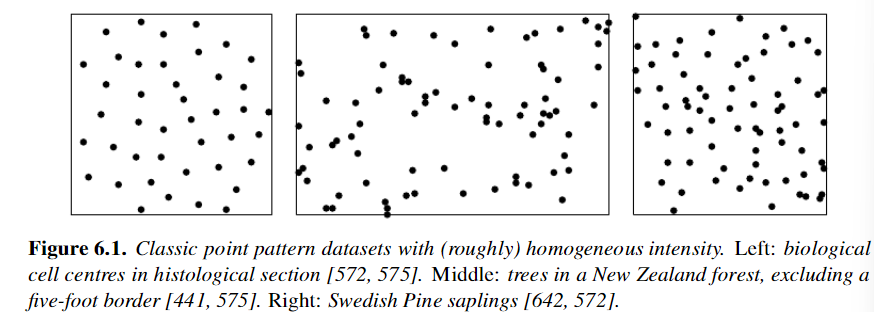 Figure 6.1. Classic point pattern datasets with (roughly) homogeneous intensity. Left: biological
cell centres in histological section [572, 575]. Middle: trees in a New Zealand forest, excluding a
five-foot border [441, 575]. Right: Swedish Pine saplings [642, 572].